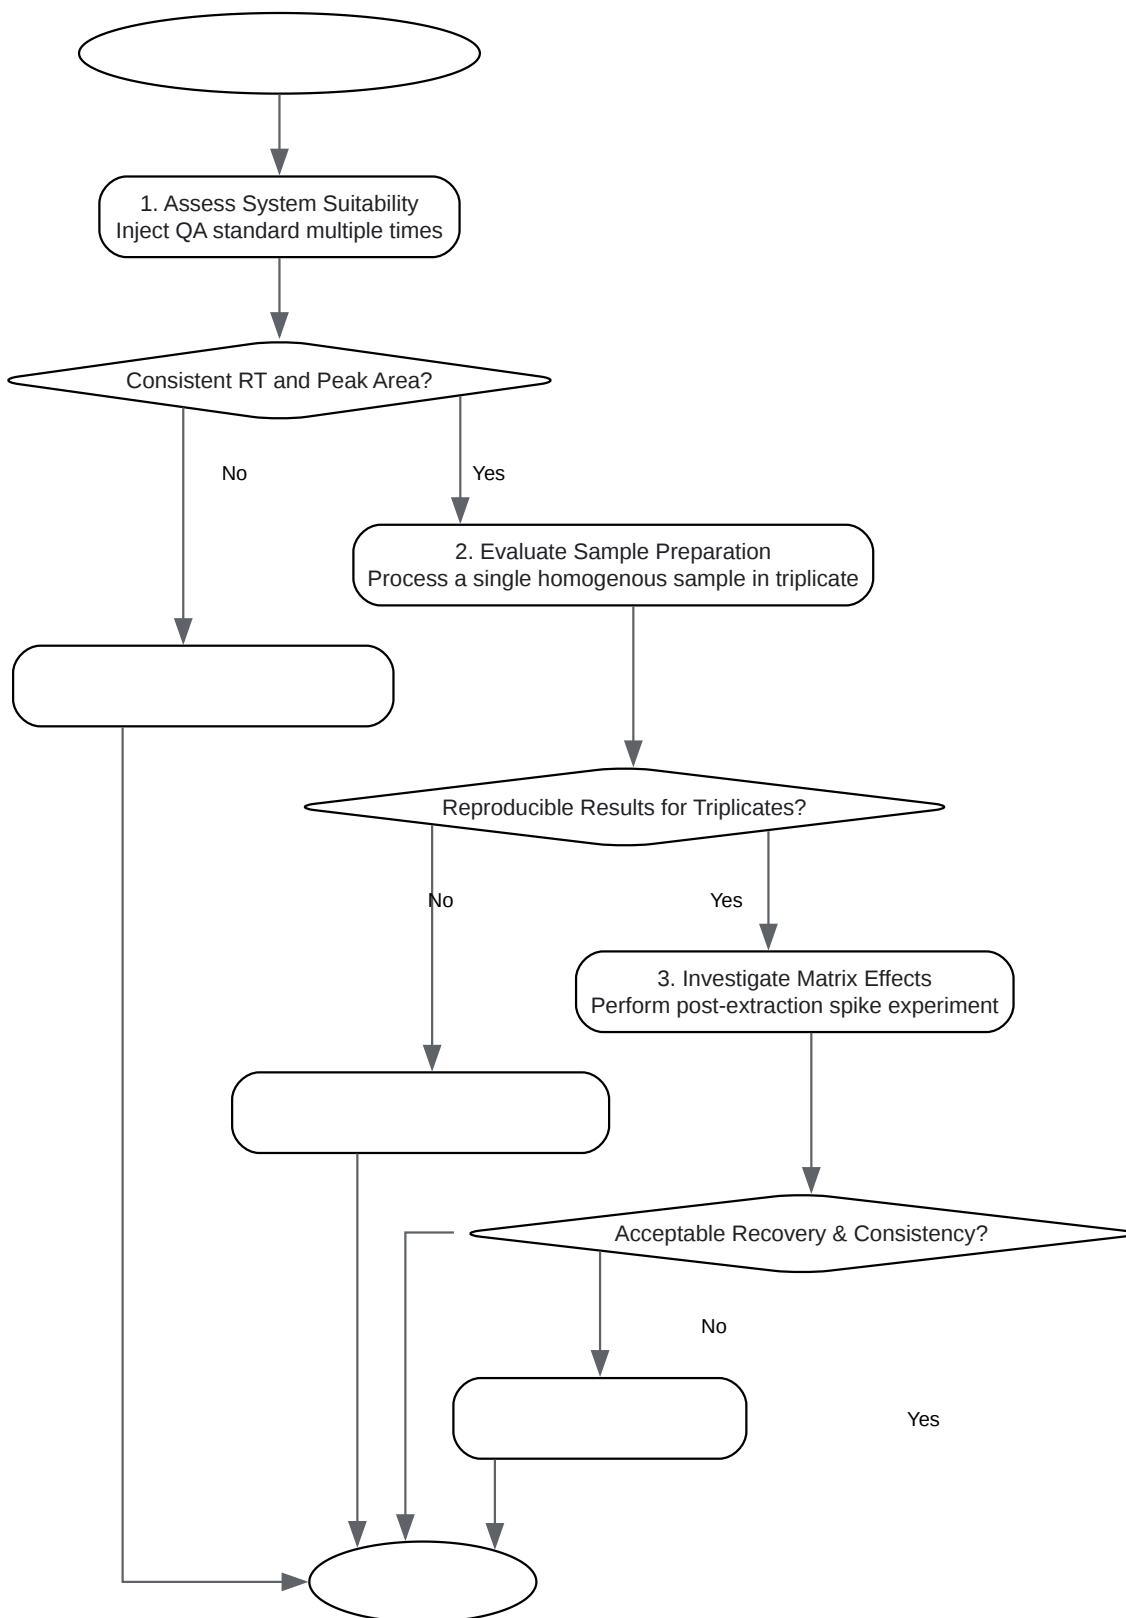 1. Assess System Suitability
Inject QA standard multiple times
Consistent RT and Peak Area?
No
Yes
2. Evaluate Sample Preparation
Process a single homogenous sample in triplicate
Reproducible Results for Triplicates?
No
Yes
3. Investigate Matrix Effects
Perform post-extraction spike experiment
Acceptable Recovery & Consistency?
No
Yes